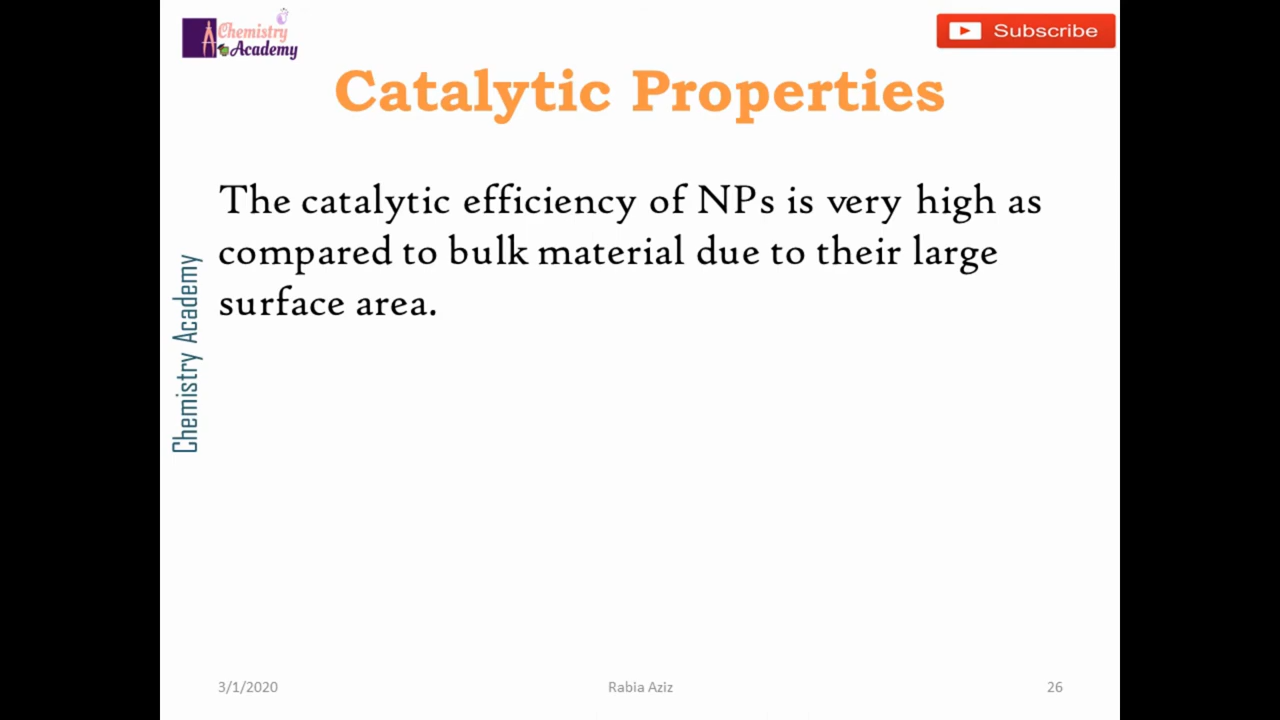 Chemistry
Academy
Subscribe
Catalytic Properties
The catalytic efficiency of NPs is very high as
compared to bulk material due to their large
surface area.
Chemistry Academy
3/1/2020
Rabia Aziz
26